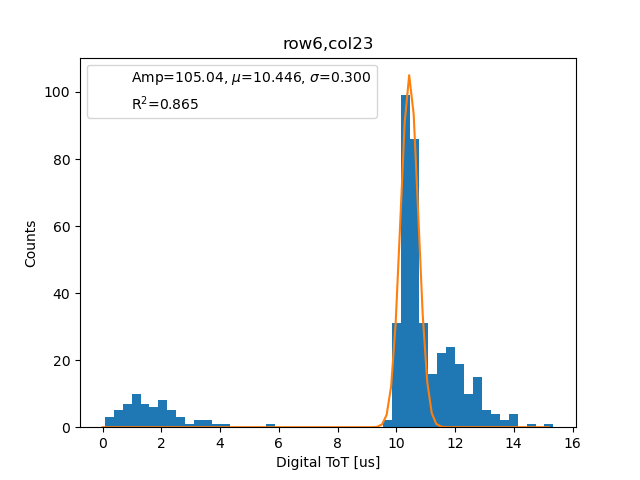 row6,col23
Amp=105.04, μ=10.446, σ=0.300
R²=0.865
100
80
60
40
20
0
Counts
0 2 4 6 8 10 12 14 16
Digital ToT [us]